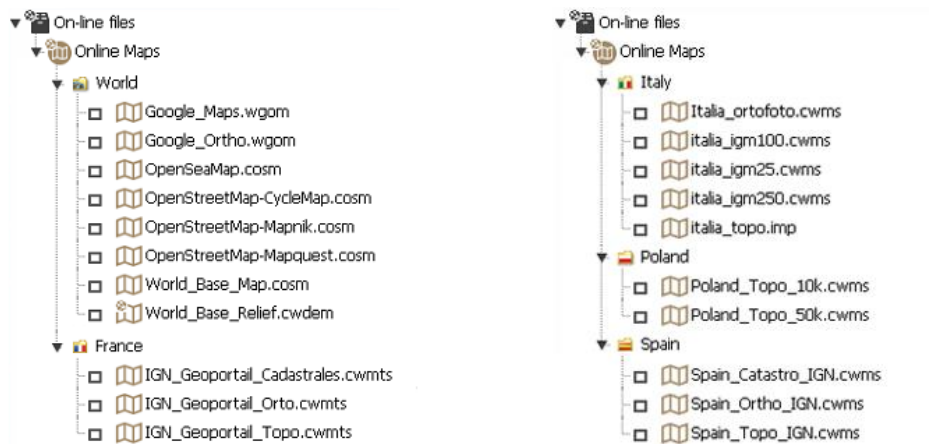 On-line files
Online Maps
World
Google_Maps.wgom
Google_Ortho.wgom
OpenSeaMap.cosm
OpenStreetMap-CycleMap.cosm
OpenStreetMap-Mapnik.cosm
OpenStreetMap-Mapquest.cosm
World_Base_Map.cosm
World_Base_Relief.cwdem
France
IGN_Geoportail_Cadastrales.cwmts
IGN_Geoportail_Orto.cwmts
IGN_Geoportail_Topo.cwmts
On-line files
Online Maps
Italy
Italia_ortofoto.cwms
italia_igm100.cwms
italia_igm25.cwms
italia_igm250.cwms
italia_topo.imp
Poland
Poland_Topo_10k.cwms
Poland_Topo_50k.cwms
Spain
Spain_Catastro_IGN.cwms
Spain_Ortho_IGN.cwms
Spain_Topo_IGN.cwms